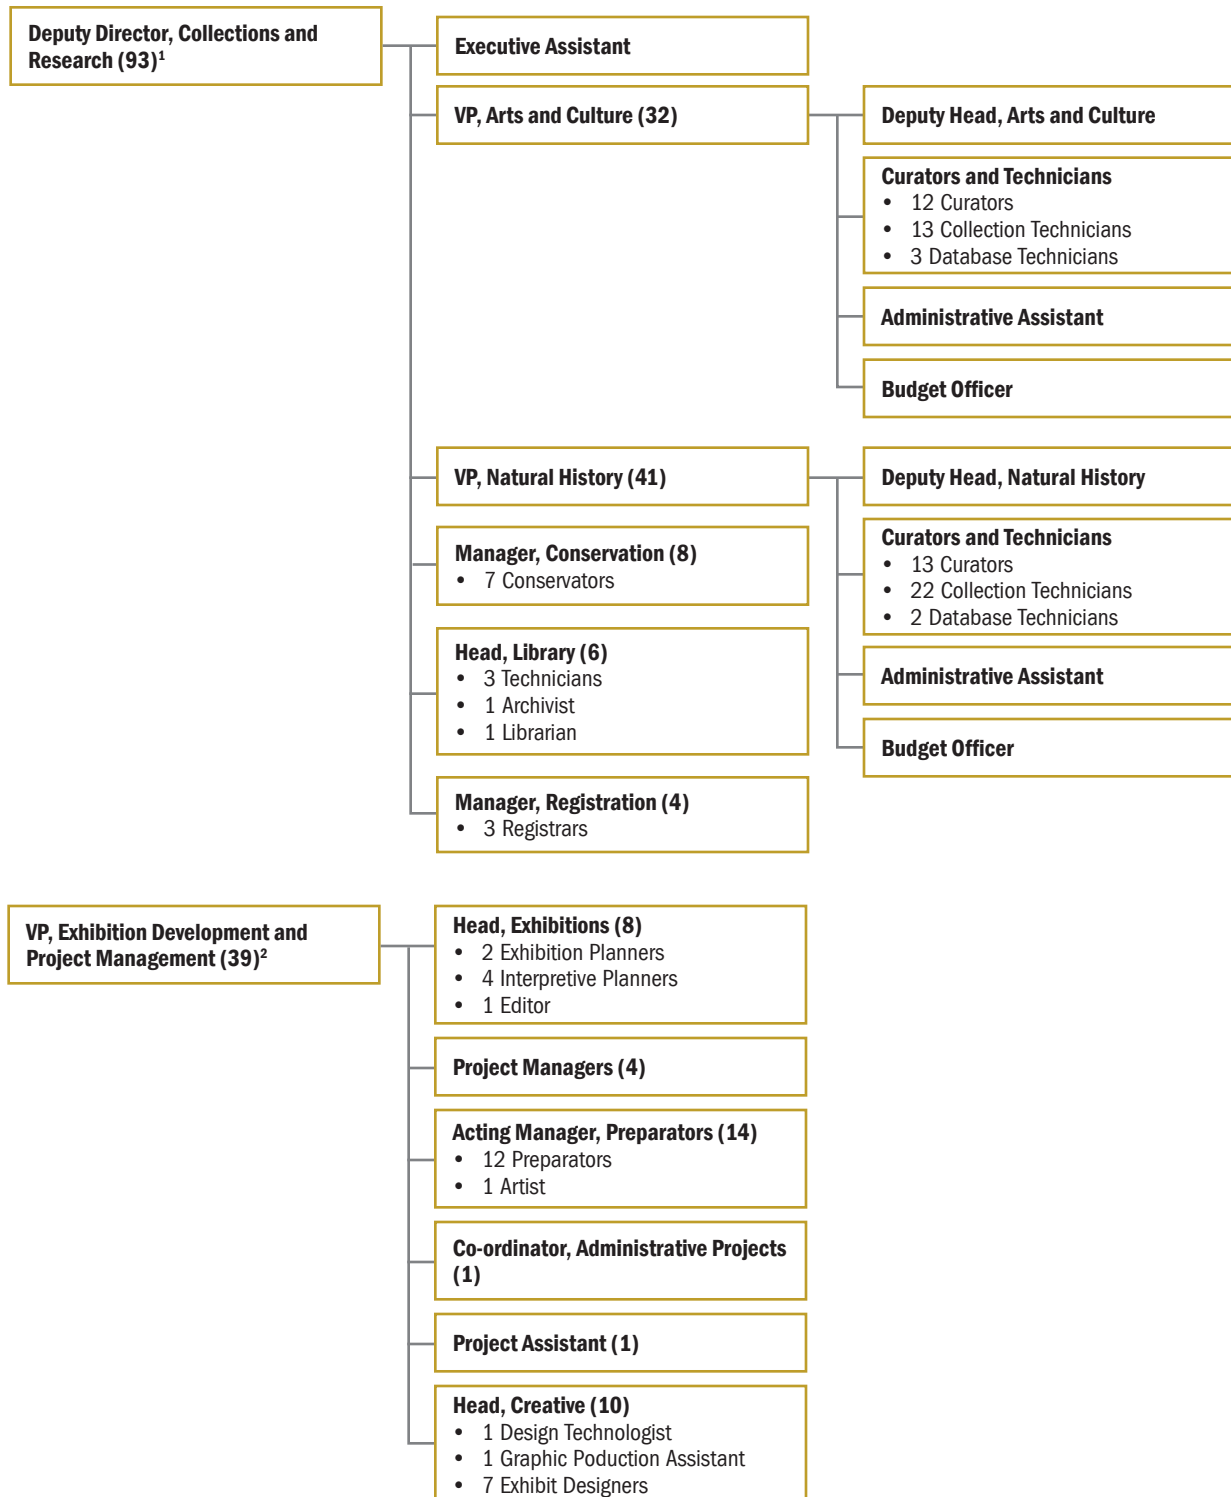 Deputy Director, Collections and
Research (93)1
Executive Assistant
VP, Arts and Culture (32)
Deputy Head, Arts and Culture
Curators and Technicians
• 12 Curators
• 13 Collection Technicians
• 3 Database Technicians
Administrative Assistant
Budget Officer
VP, Natural History (41)
Deputy Head, Natural History
Curators and Technicians
• 13 Curators
• 22 Collection Technicians
• 2 Database Technicians
Administrative Assistant
Budget Officer
Manager, Conservation (8)
• 7 Conservators
Head, Library (6)
• 3 Technicians
• 1 Archivist
• 1 Librarian
Manager, Registration (4)
• 3 Registrars
VP, Exhibition Development and
Project Management (39)2
Head, Exhibitions (8)
• 2 Exhibition Planners
• 4 Interpretive Planners
• 1 Editor
Project Managers (4)
Acting Manager, Preparators (14)
• 12 Preparators
• 1 Artist
Co-ordinator, Administrative Projects
(1)
Project Assistant (1)
Head, Creative (10)
• 1 Design Technologist
• 1 Graphic Poduction Assistant
• 7 Exhibit Designers